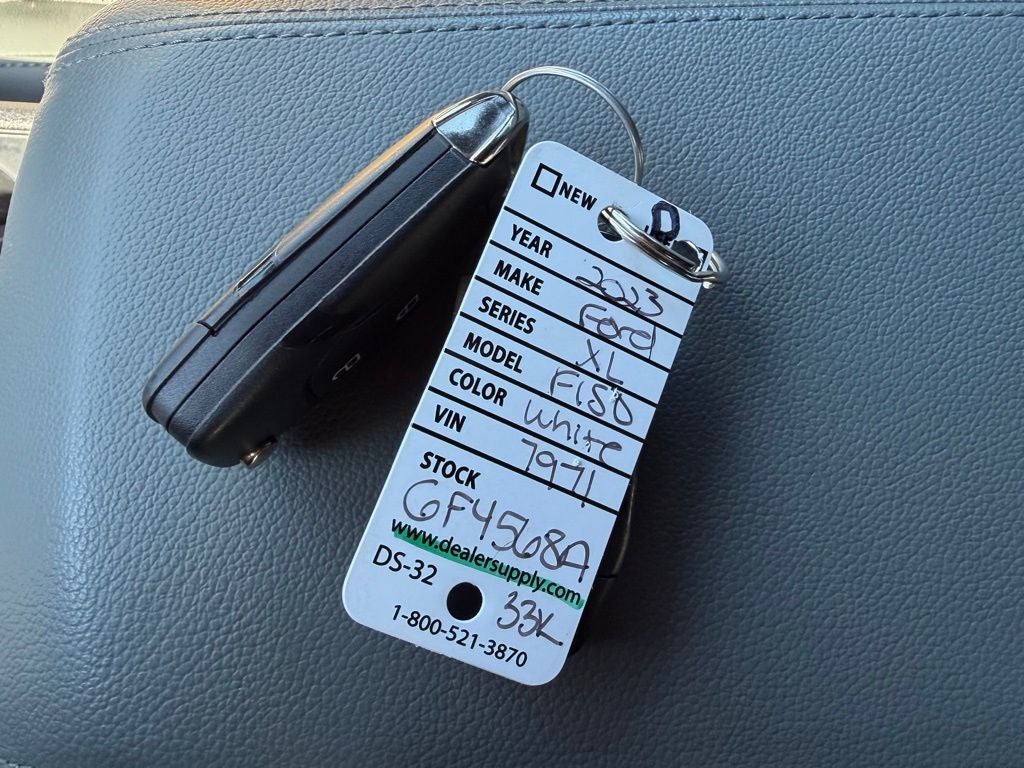 NEW
YEAR 2023
MAKE Ford
SERIES XL
MODEL F150
COLOR White
VIN 7971
STOCK
GF4568A
www.dealersupply.com
DS-32 33K
1-800-521-3870